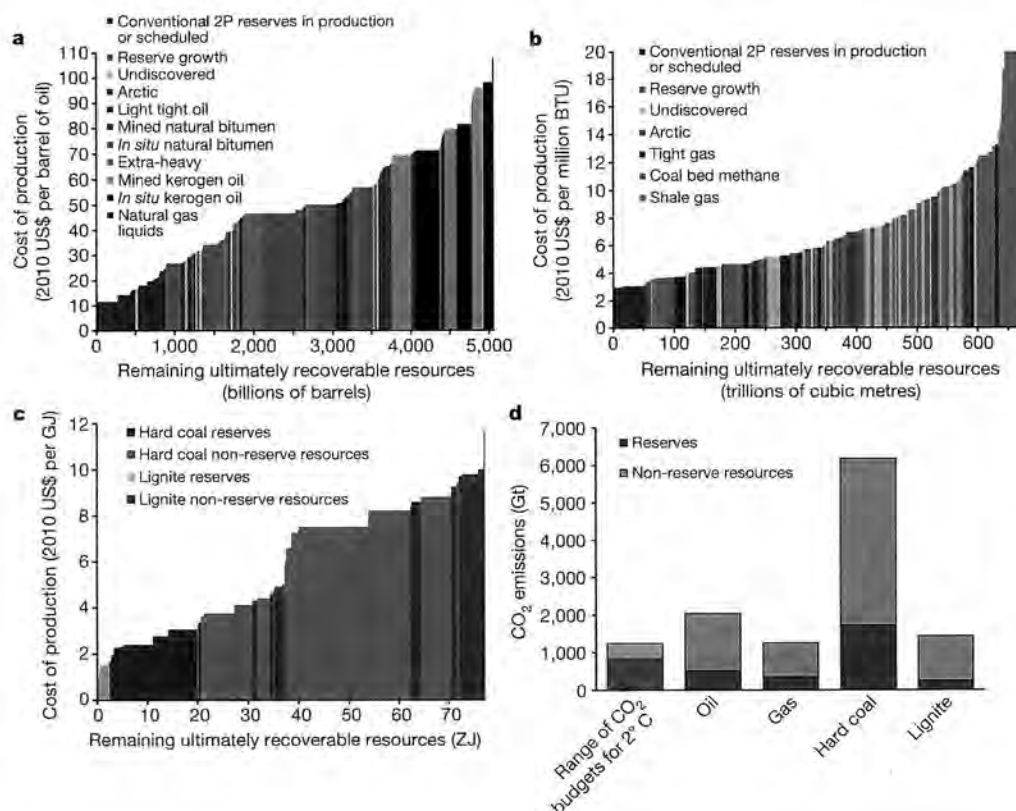 a
Conventional 2P reserves in production
or scheduled
Reserve growth
Undiscovered
Arctic
Light tight oil
Mined natural bitumen
In situ natural bitumen
Extra-heavy
Mined kerogen oil
In situ kerogen oil
Natural gas
liquids
Cost of production
(2010 US$ per barrel of oil)
110
100
90
80
70
60
50
40
30
20
10
0
0 1,000 2,000 3,000 4,000 5,000
Remaining ultimately recoverable resources
(billions of barrels)
b
Conventional 2P reserves in production
or scheduled
Reserve growth
Undiscovered
Arctic
Tight gas
Coal bed methane
Shale gas
Cost of production
(2010 US$ per million BTU)
20
18
16
14
12
10
8
6
4
2
0
0 100 200 300 400 500 600
Remaining ultimately recoverable resources
(trillions of cubic metres)
c
Hard coal reserves
Hard coal non-reserve resources
Lignite reserves
Lignite non-reserve resources
Cost of production (2010 US$ per GJ)
12
10
8
6
4
2
0
0 10 20 30 40 50 60 70
Remaining ultimately recoverable resources (ZJ)
d
Reserves
Non-reserve resources
CO₂ emissions (Gt)
7,000
6,000
5,000
4,000
3,000
2,000
1,000
0
Range of CO₂
budgets for 2° C
Oil
Gas
Hard coal
Lignite